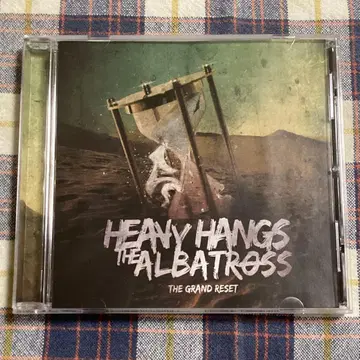 HEAVY HANGS
THE ALBATROSS
THE GRAND RESET